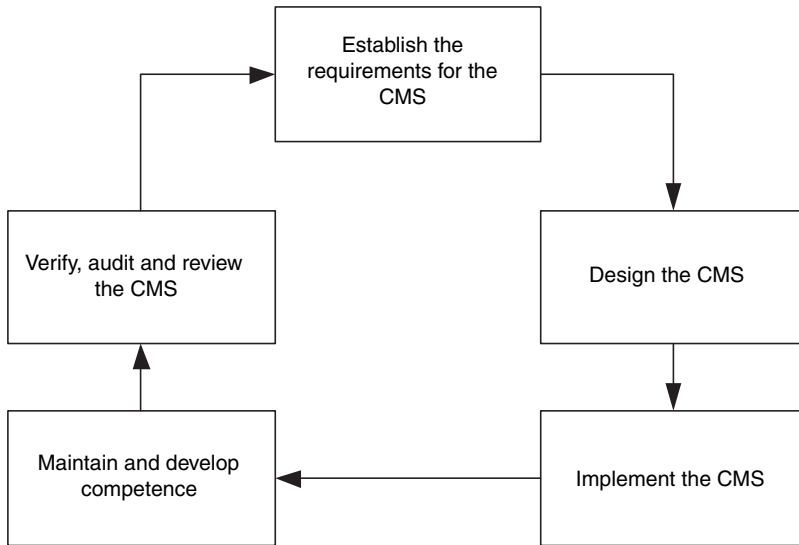 Establish the
requirements for the
CMS
Design the CMS
Implement the CMS
Maintain and develop
competence
Verify, audit and review
the CMS